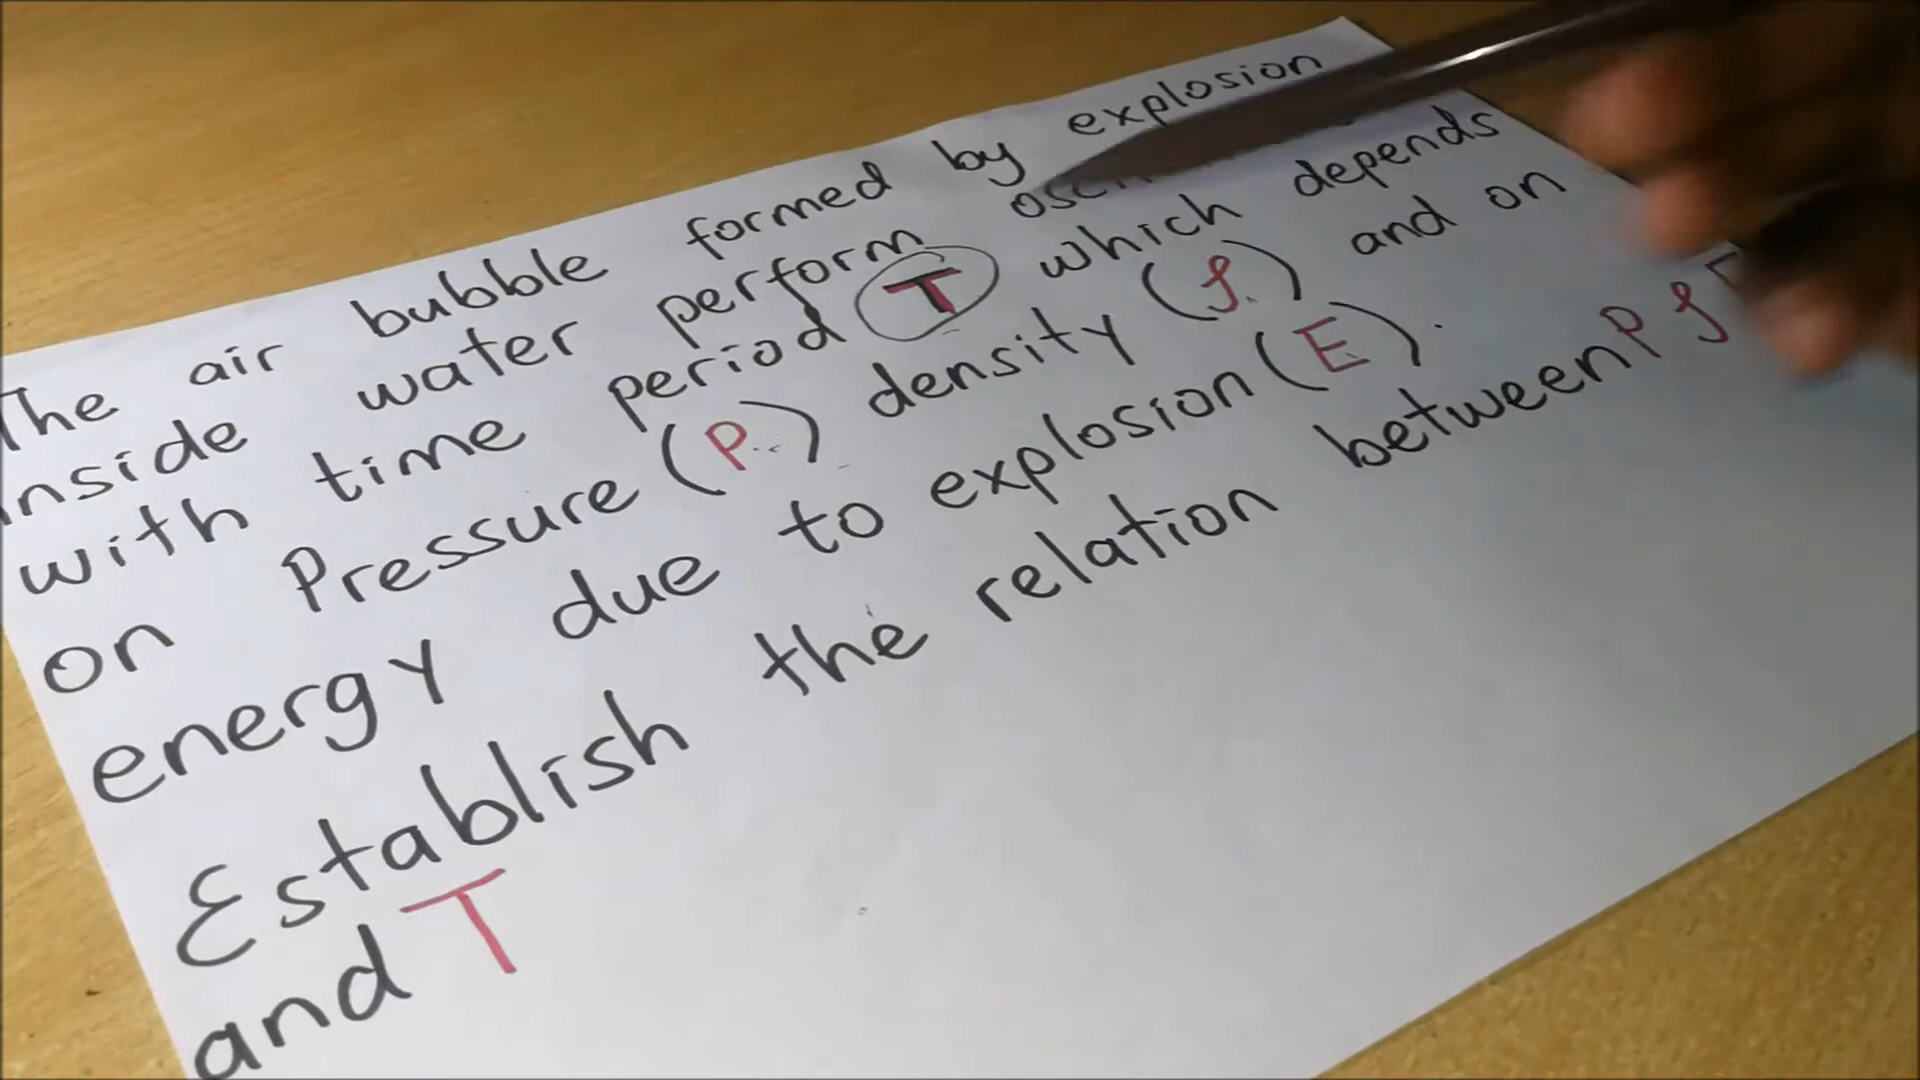 The air bubble formed by explosion
inside water perform
with time period T which depends
on Pressure (P) density (ρ) and on
energy due to explosion (E).
Establish the relation between P ρ
and T